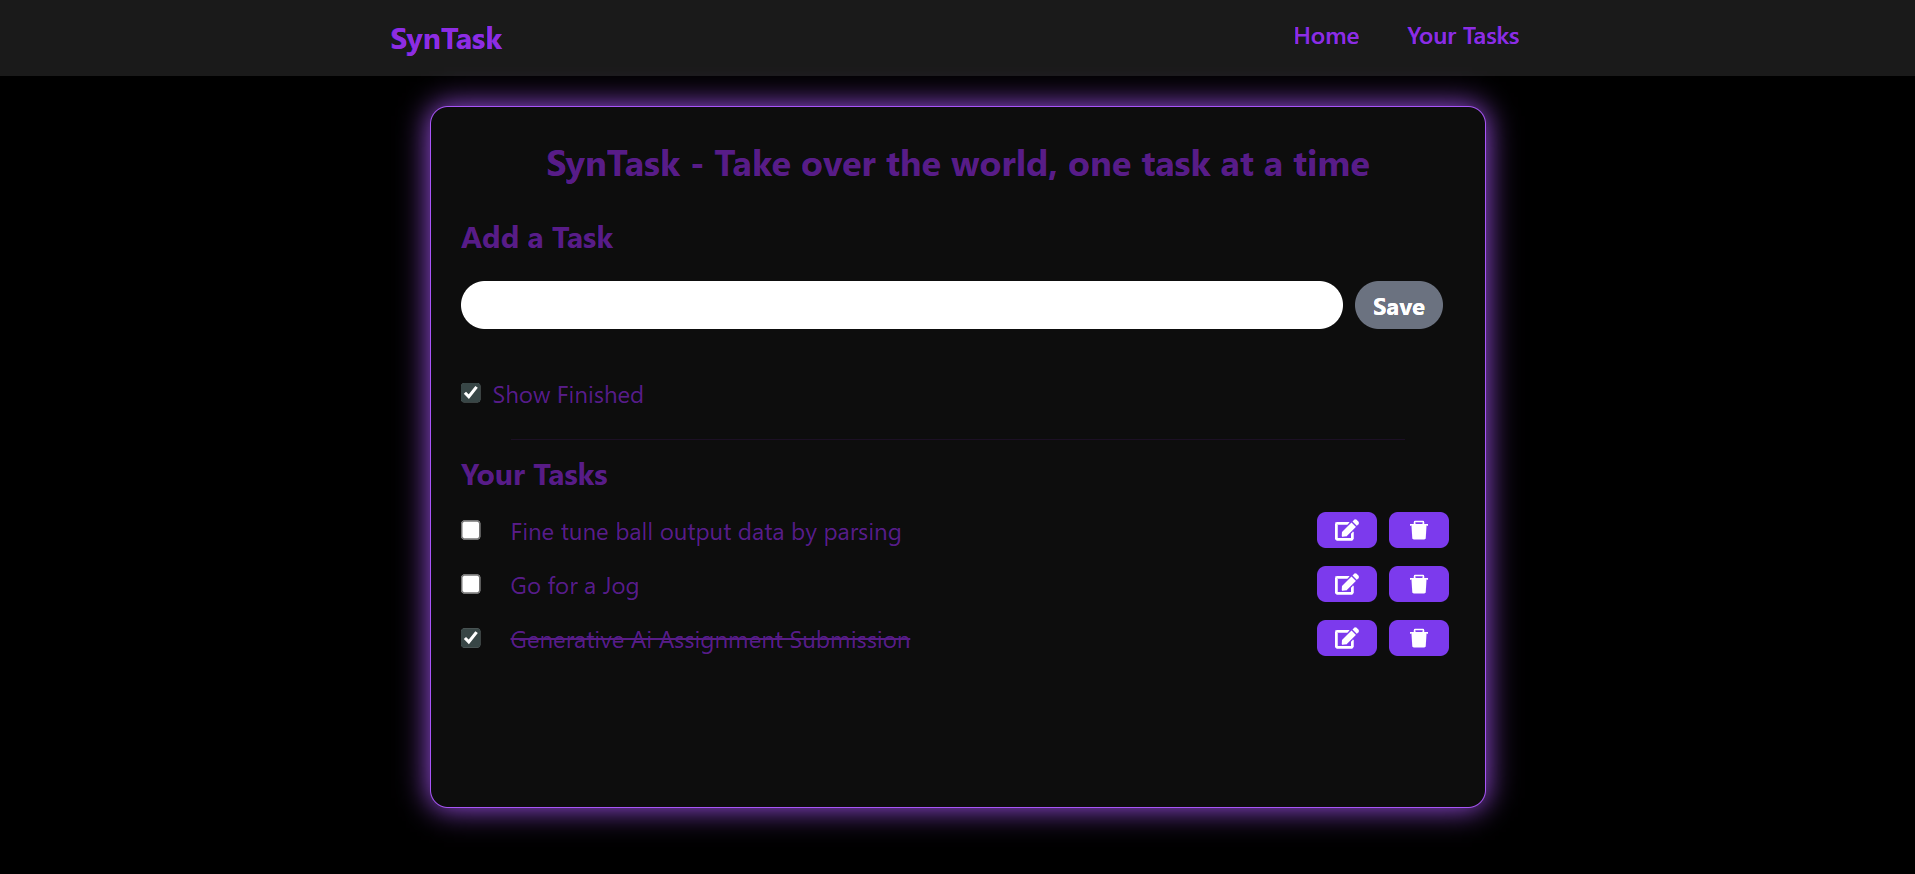 SynTask
Home Your Tasks
SynTask - Take over the world, one task at a time
Add a Task
Save
Show Finished
Your Tasks
Fine tune ball output data by parsing
Go for a Jog
Generative Ai Assignment Submission